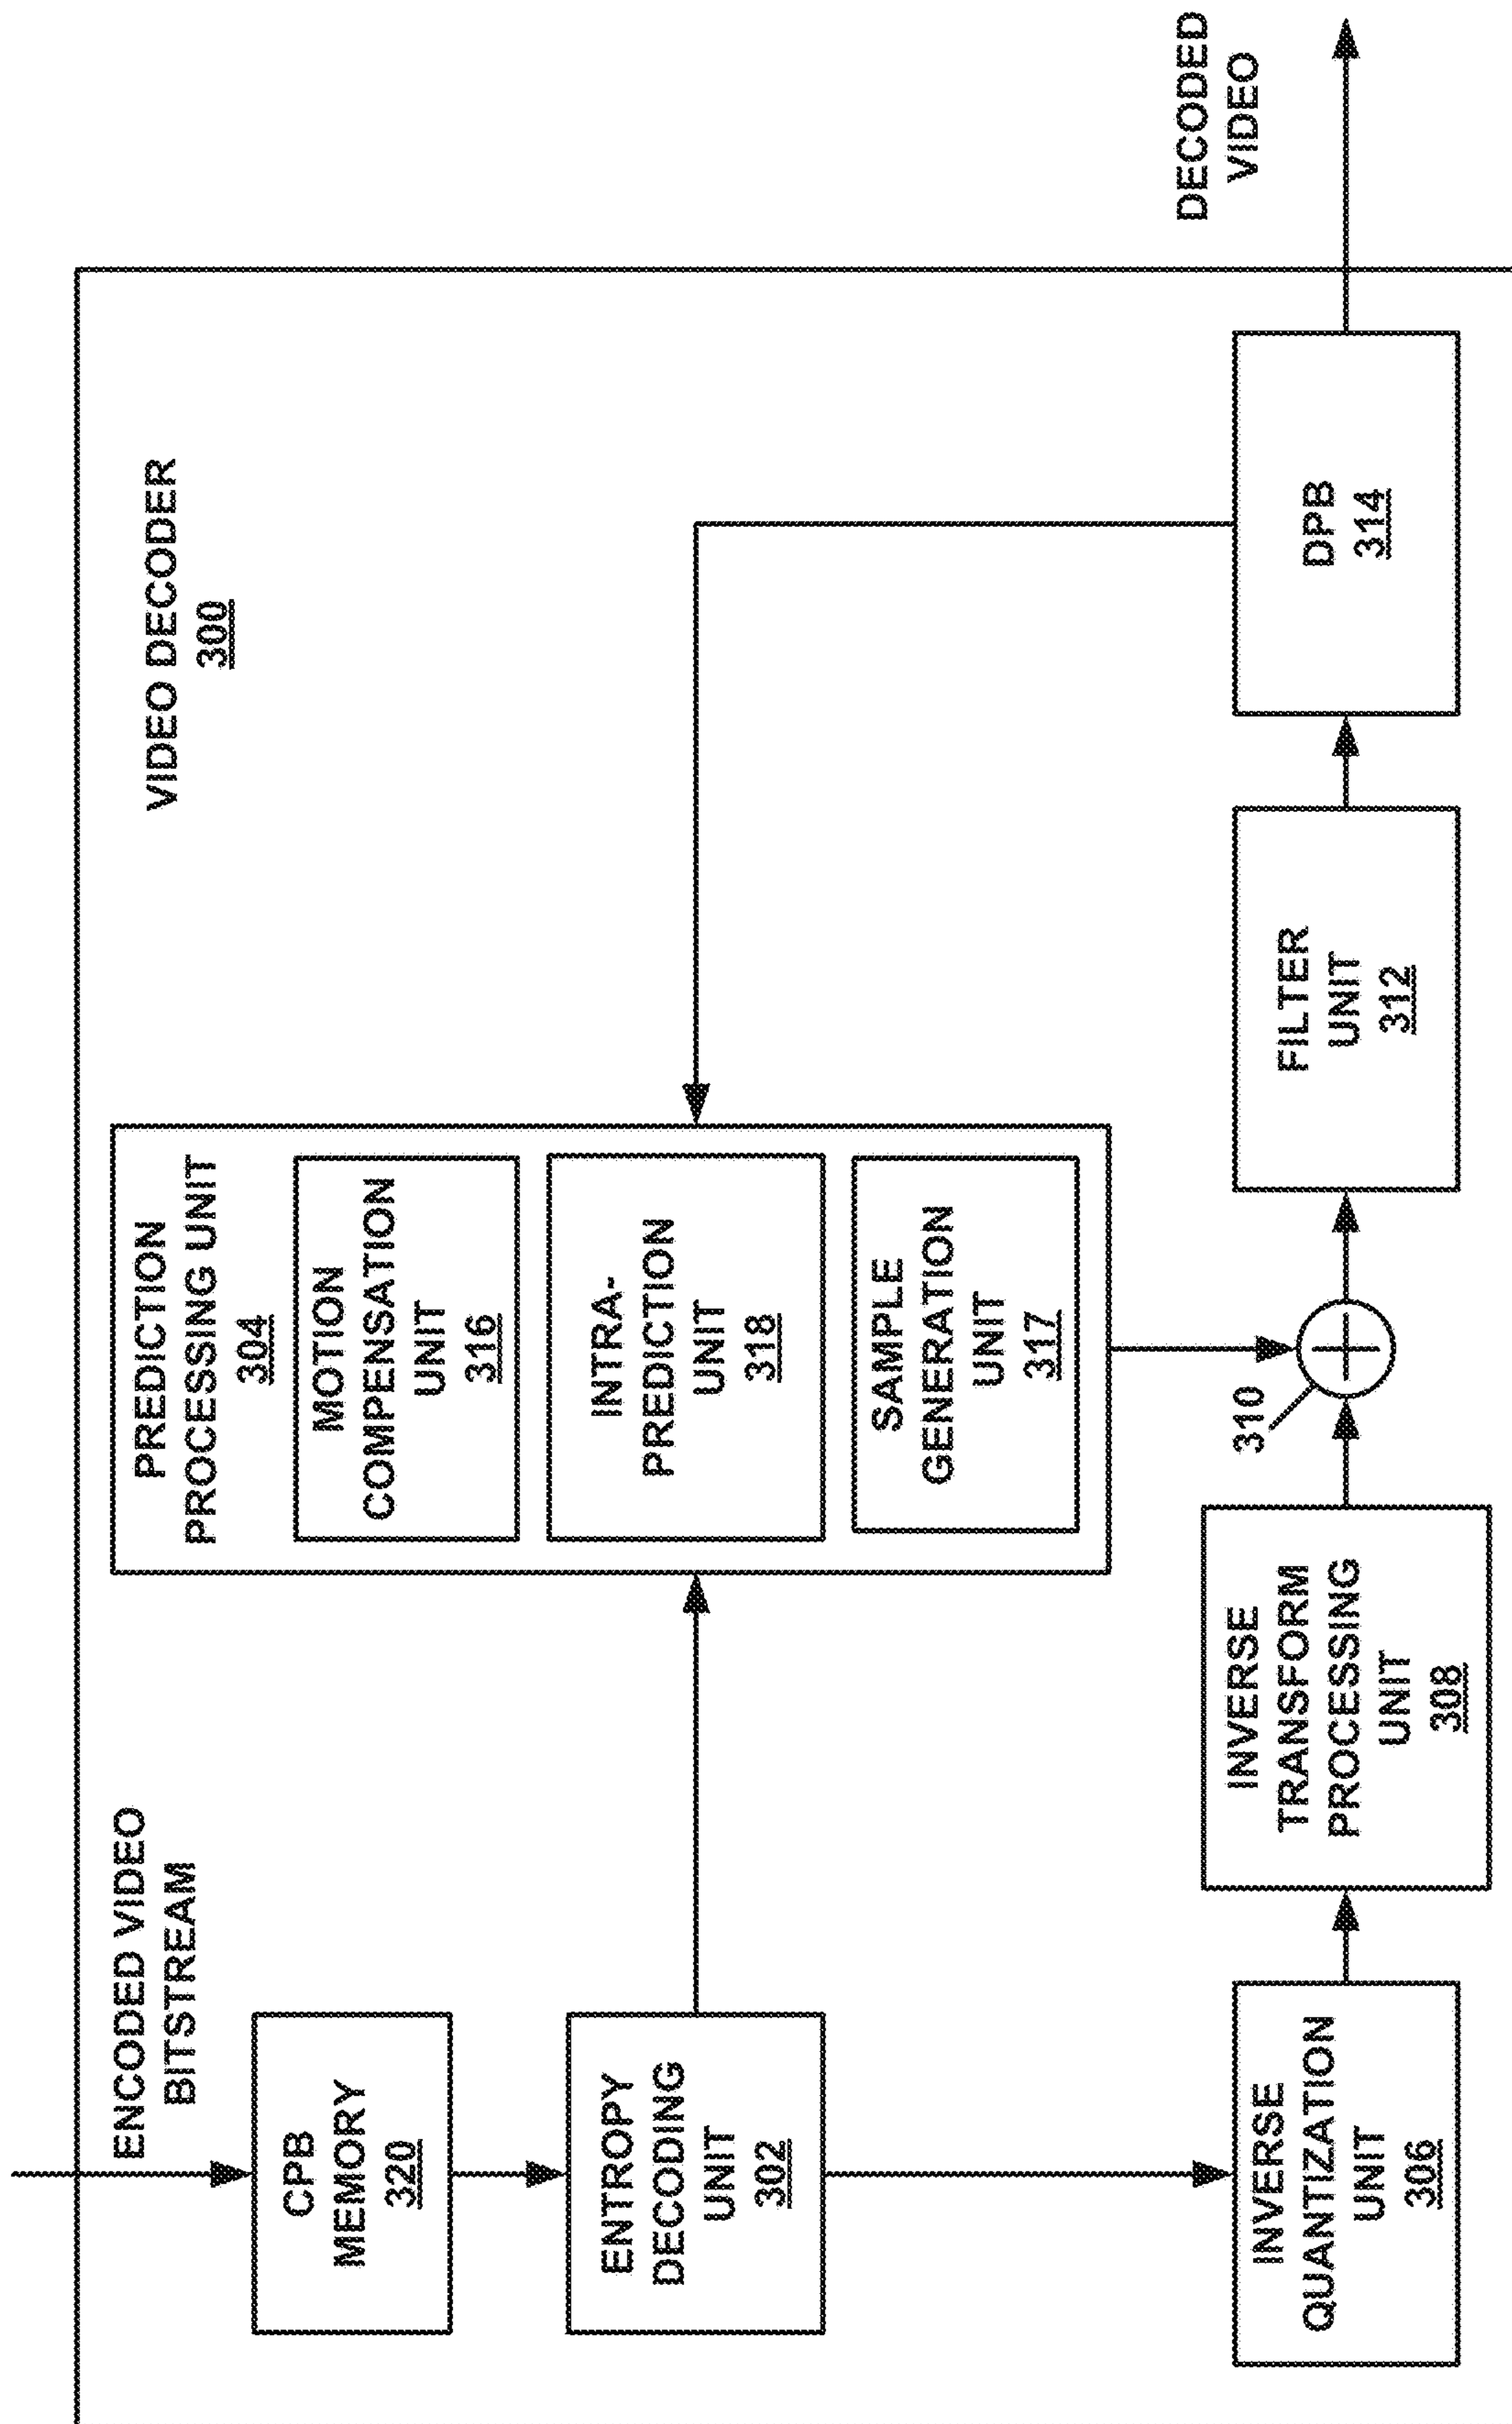 ENCODED VIDEO
BITSTREAM
VIDEO DECODER
300
CPB
MEMORY
320
ENTROPY
DECODING
UNIT
302
PREDICTION
PROCESSING UNIT
304
MOTION
COMPENSATION
UNIT
316
INTRA-
PREDICTION
UNIT
318
SAMPLE
GENERATION
UNIT
317
INVERSE
QUANTIZATION
UNIT
306
INVERSE
TRANSFORM
PROCESSING
UNIT
308
310
FILTER
UNIT
312
DPB
314
DECODED
VIDEO